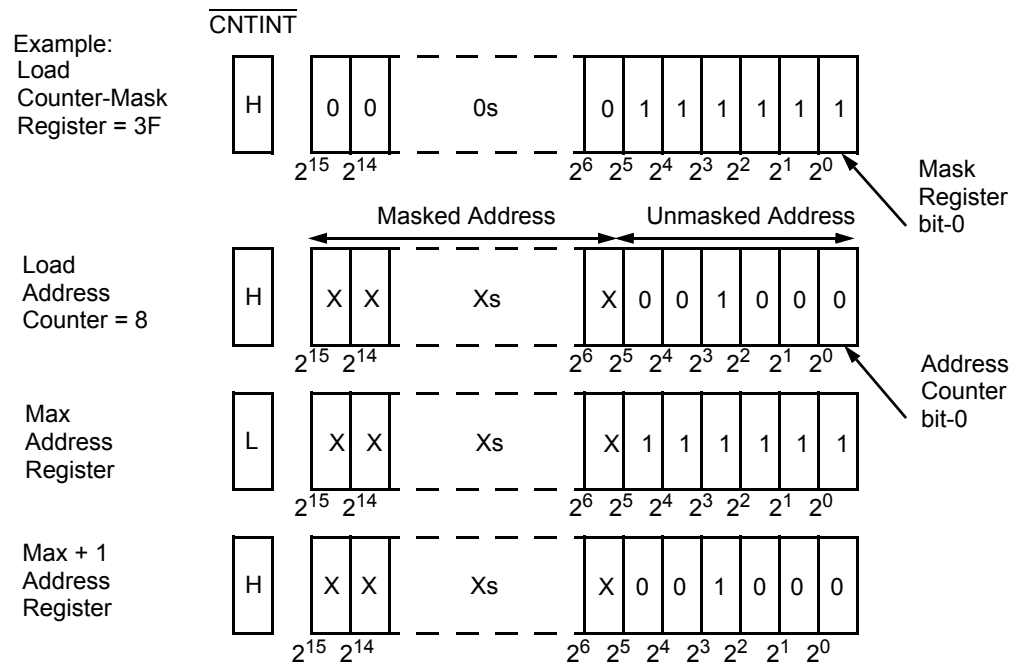 CNTINT
Example:
Load
Counter-Mask
Register = 3F
H 0 0 0s 0 1 1 1 1 1 1
2^15 2^14 2^6 2^5 2^4 2^3 2^2 2^1 2^0
Mask
Register
bit-0
Masked Address Unmasked Address
Load
Address
Counter = 8
H X X Xs X 0 0 1 0 0 0
2^15 2^14 2^6 2^5 2^4 2^3 2^2 2^1 2^0
Address
Counter
bit-0
Max
Address
Register
L X X Xs X 1 1 1 1 1 1
2^15 2^14 2^6 2^5 2^4 2^3 2^2 2^1 2^0
Max + 1
Address
Register
H X X Xs X 0 0 1 0 0 0
2^15 2^14 2^6 2^5 2^4 2^3 2^2 2^1 2^0